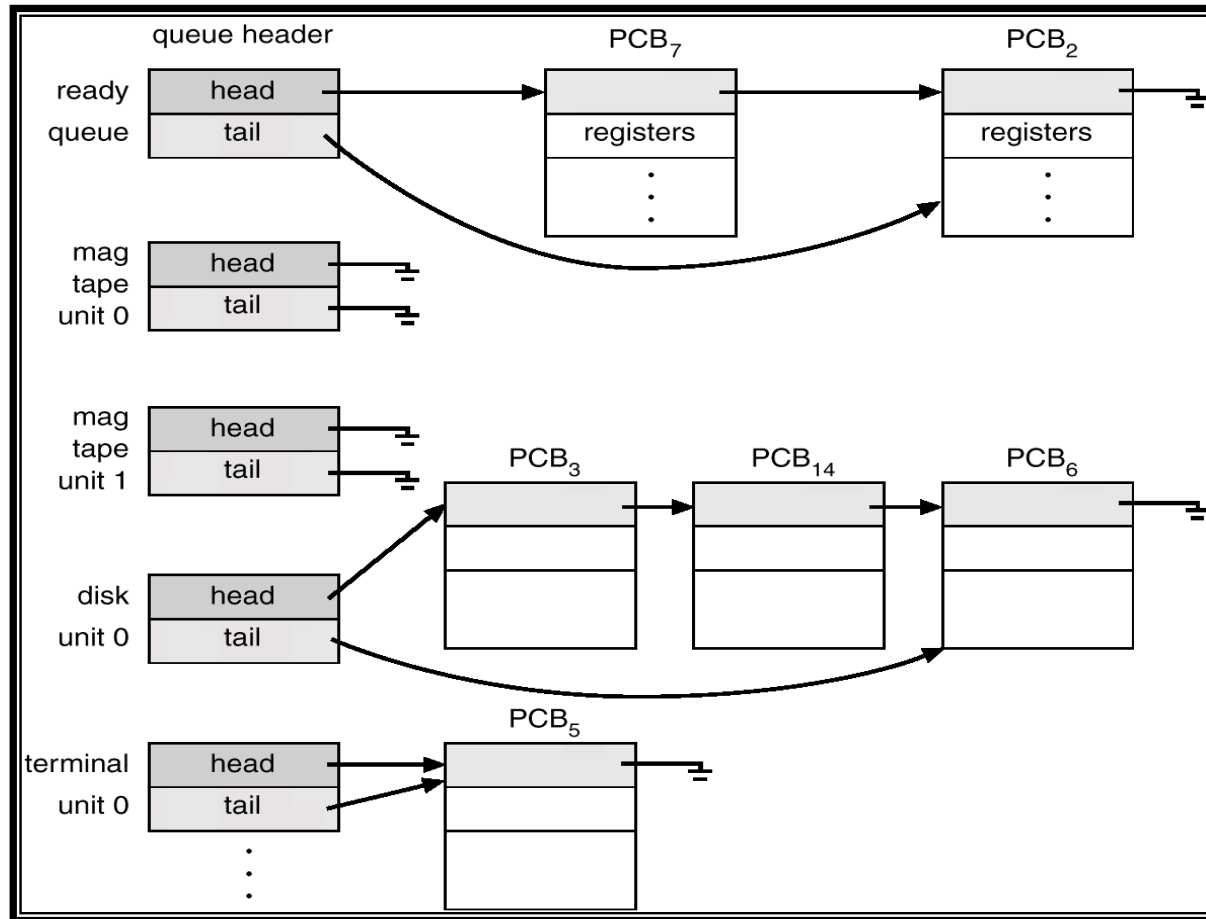 queue header
PCB₇
PCB₂
ready
queue
head
tail
registers
registers
mag
tape
unit 0
head
tail
mag
tape
unit 1
head
tail
PCB₃
PCB₁₄
PCB₆
disk
unit 0
head
tail
PCB₅
terminal
unit 0
head
tail